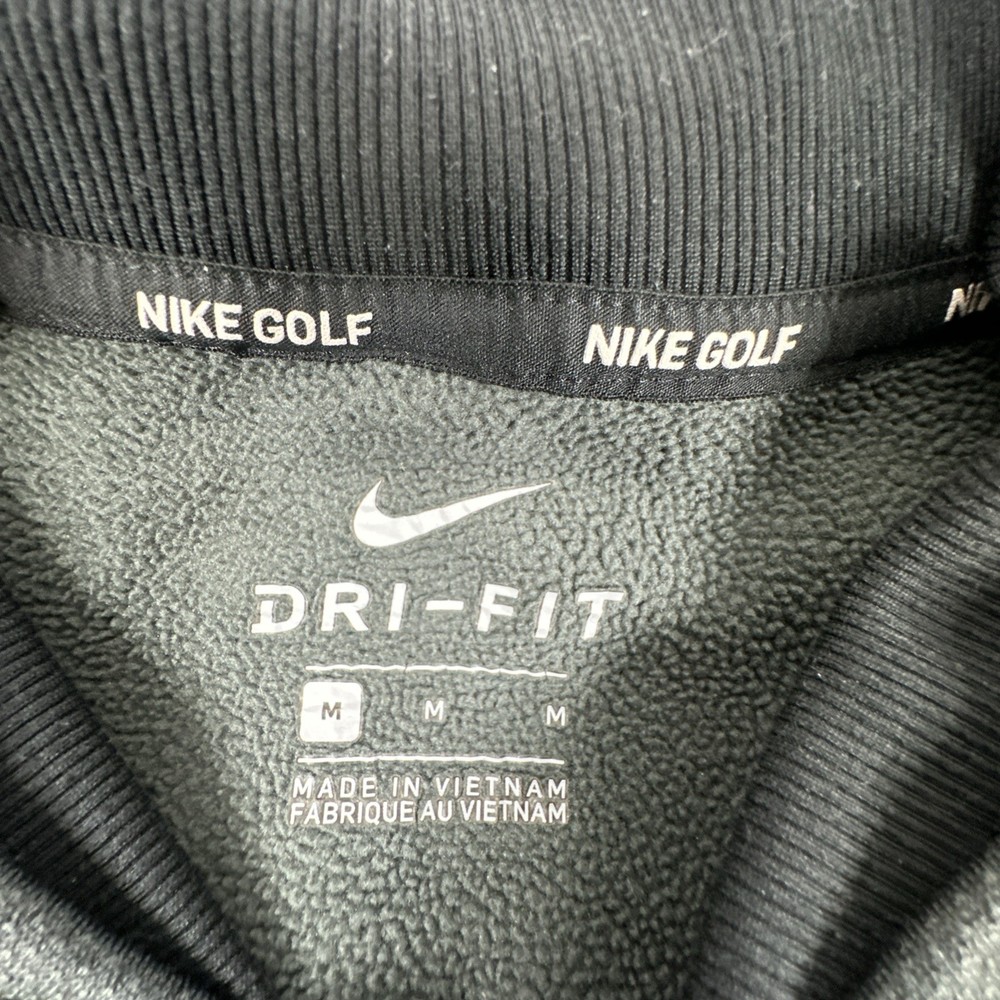 NIKE GOLF NIKE GOLF
DRI-FIT
M M M
MADE IN VIETNAM
FABRIQUE AU VIETNAM